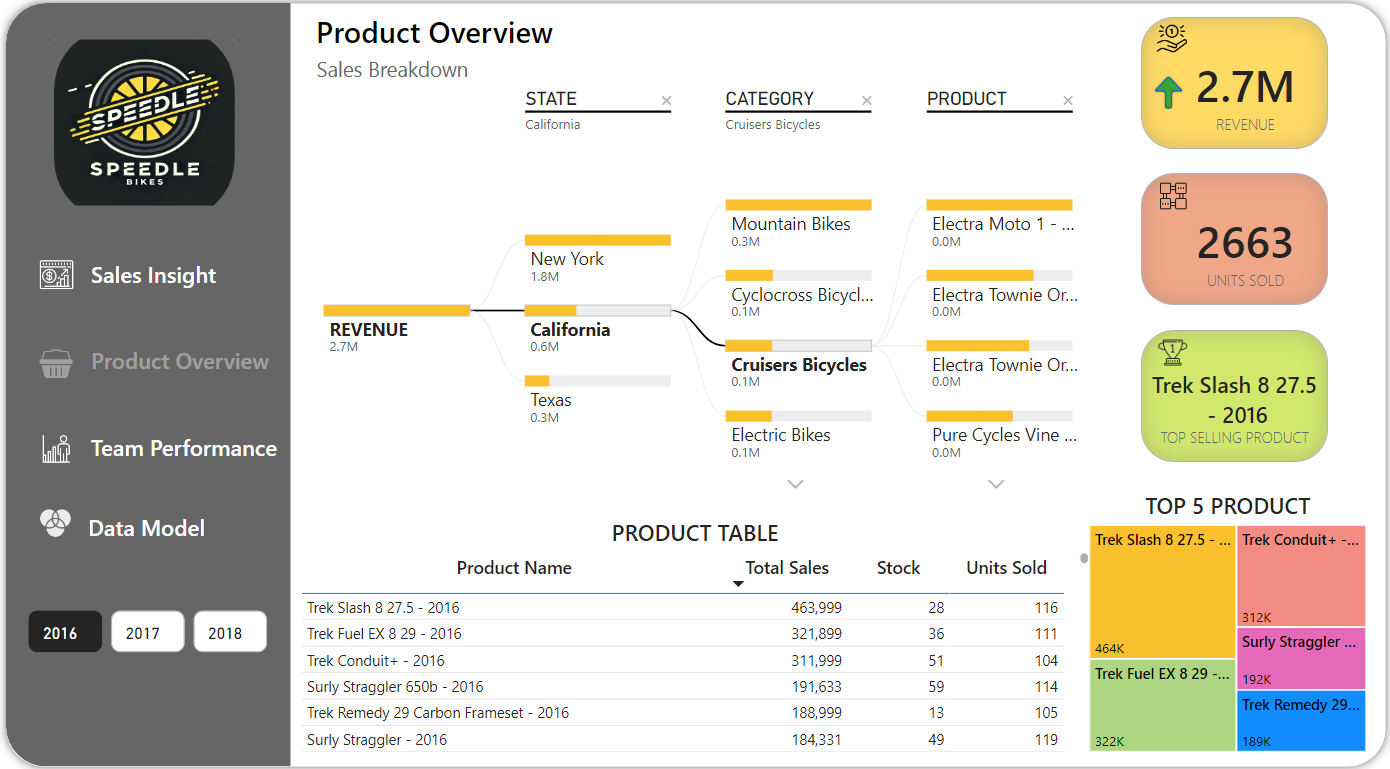 SPEEDLE
SPEEDLE
BIKES
Sales Insight
Product Overview
Team Performance
Data Model
2016 2017 2018
Product Overview
Sales Breakdown
STATE
California
CATEGORY
Cruisers Bicycles
PRODUCT
REVENUE
2.7M
New York
1.8M
California
0.6M
Texas
0.3M
Mountain Bikes
0.3M
Cyclocross Bicycl...
0.1M
Cruisers Bicycles
0.1M
Electric Bikes
0.1M
Electra Moto 1 - ...
0.0M
Electra Townie Or...
0.0M
Electra Townie Or...
0.0M
Pure Cycles Vine ...
0.0M
2.7M
REVENUE
2663
UNITS SOLD
1
Trek Slash 8 27.5
- 2016
TOP SELLING PRODUCT
PRODUCT TABLE
Product Name Total Sales Stock Units Sold
Trek Slash 8 27.5 - 2016 463,999 28 116
Trek Fuel EX 8 29 - 2016 321,899 36 111
Trek Conduit+ - 2016 311,999 51 104
Surly Straggler 650b - 2016 191,633 59 114
Trek Remedy 29 Carbon Frameset - 2016 188,999 13 105
Surly Straggler - 2016 184,331 49 119
TOP 5 PRODUCT
Trek Slash 8 27.5 - ...
464K
Trek Fuel EX 8 29 -...
322K
Trek Conduit+ -...
312K
Surly Straggler ...
192K
Trek Remedy 29...
189K